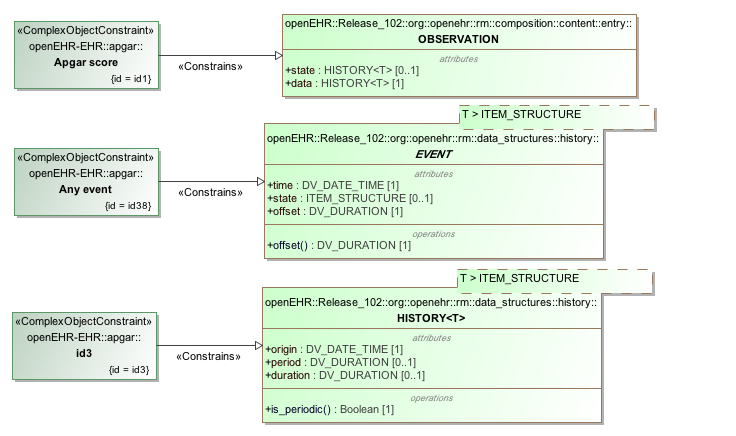 «ComplexObjectConstraint»
openEHR-EHR::apgar::
Apgar score
{id = id1}
«Constrains»
openEHR::Release_102::org::openehr::rm::composition::content::entry::
OBSERVATION
attributes
+state : HISTORY<T> [0..1]
+data : HISTORY<T> [1]
«ComplexObjectConstraint»
openEHR-EHR::apgar::
Any event
{id = id38}
«Constrains»
T > ITEM_STRUCTURE
openEHR::Release_102::org::openehr::rm::data_structures::history::
EVENT
attributes
+time : DV_DATE_TIME [1]
+state : ITEM_STRUCTURE [0..1]
+offset : DV_DURATION [1]
operations
+offset() : DV_DURATION [1]
«ComplexObjectConstraint»
openEHR-EHR::apgar::
id3
{id = id3}
«Constrains»
T > ITEM_STRUCTURE
openEHR::Release_102::org::openehr::rm::data_structures::history::
HISTORY<T>
attributes
+origin : DV_DATE_TIME [1]
+period : DV_DURATION [0..1]
+duration : DV_DURATION [0..1]
operations
+is_periodic() : Boolean [1]